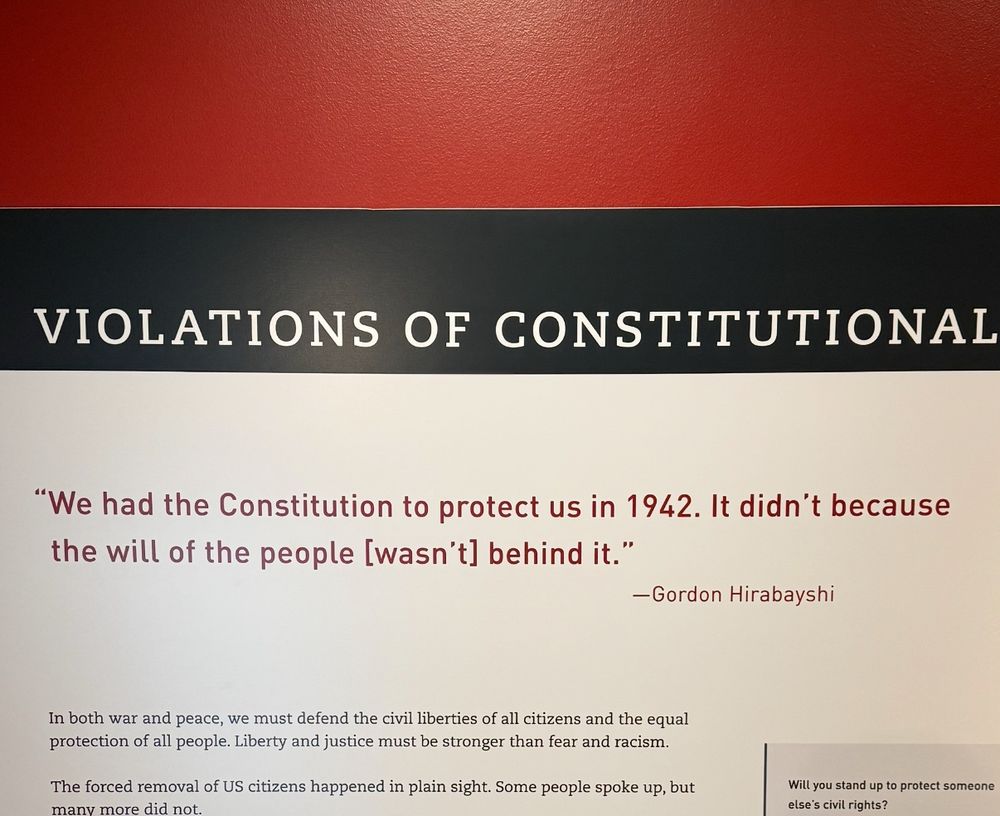 VIOLATIONS OF CONSTITUTIONAL
“We had the Constitution to protect us in 1942. It didn’t because
the will of the people [wasn’t] behind it.”
—Gordon Hirabayshi
In both war and peace, we must defend the civil liberties of all citizens and the equal
protection of all people. Liberty and justice must be stronger than fear and racism.
The forced removal of US citizens happened in plain sight. Some people spoke up, but
many more did not.
Will you stand up to protect someone
else’s civil rights?